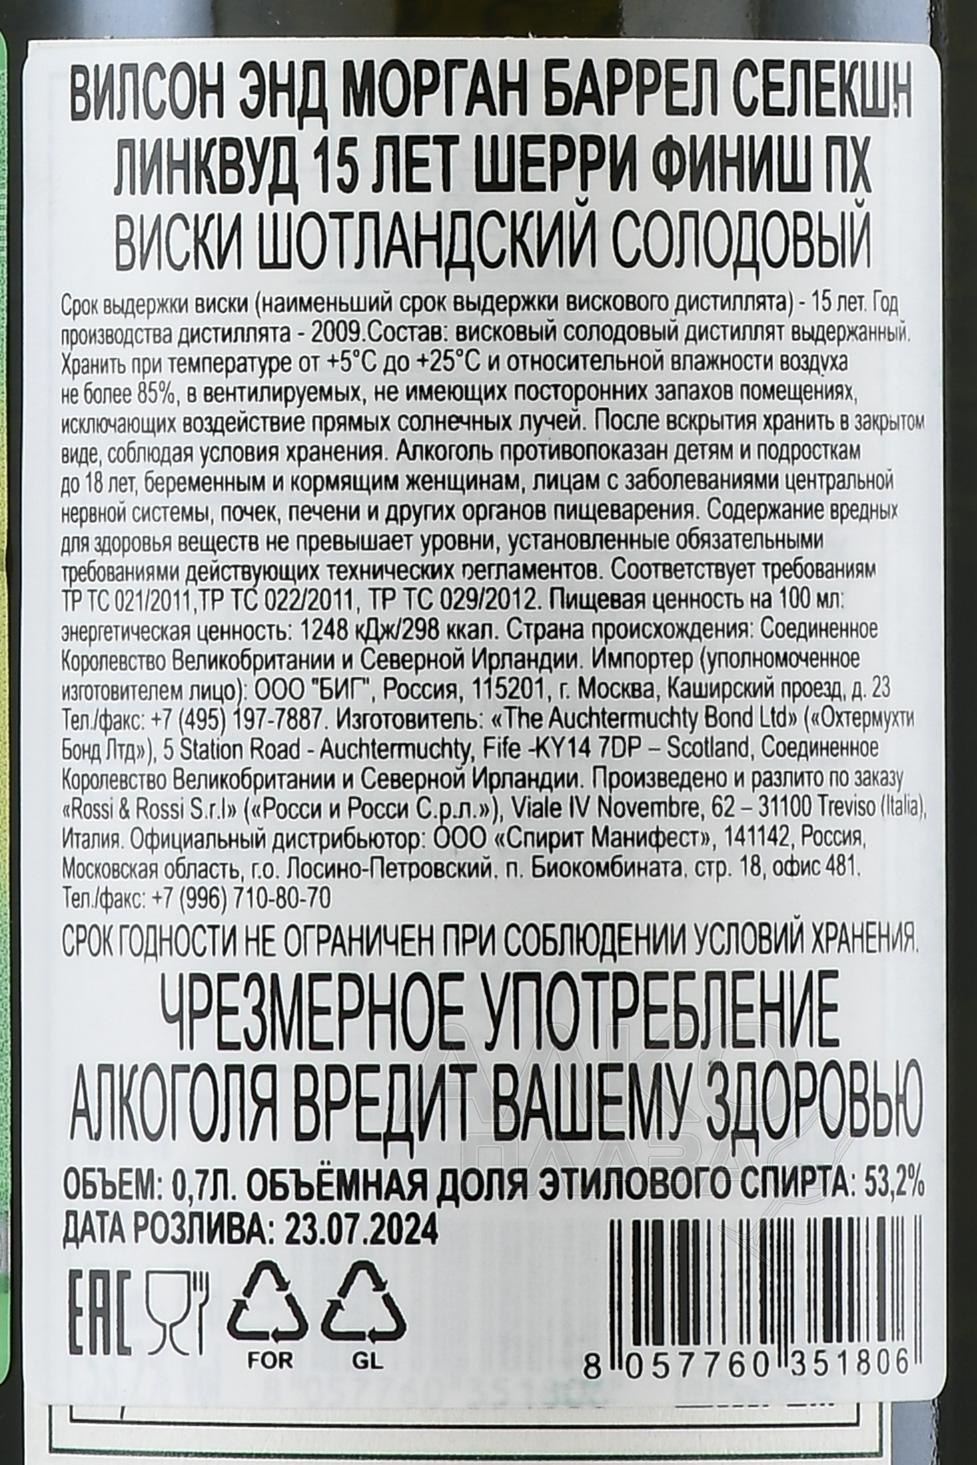 ВИЛСОН ЭНД МОРГАН БАРРЕЛ СЕЛЕКШН
ЛИНКВУД 15 ЛЕТ ШЕРРИ ФИНИШ ПХ
ВИСКИ ШОТЛАНДСКИЙ СОЛОДОВЫЙ
Срок выдержки виски (наименьший срок выдержки вискового дистиллята) - 15 лет. Год
производства дистиллята - 2009.Состав: висковый солодовый дистиллят выдержанный.
Хранить при температуре от +5°С до +25°С и относительной влажности воздуха
не более 85%, в вентилируемых, не имеющих посторонних запахов помещениях,
исключающих воздействие прямых солнечных лучей. После вскрытия хранить в закрытом
виде, соблюдая условия хранения. Алкоголь противопоказан детям и подросткам
до 18 лет, беременным и кормящим женщинам, лицам с заболеваниями центральной
нервной системы, почек, печени и других органов пищеварения. Содержание вредных
для здоровья веществ не превышает уровни, установленные обязательными
требованиями действующих технических регламентов. Соответствует требованиям
ТР ТС 021/2011,ТР ТС 022/2011, ТР ТС 029/2012. Пищевая ценность на 100 мл:
энергетическая ценность: 1248 кДж/298 ккал. Страна происхождения: Соединенное
Королевство Великобритании и Северной Ирландии. Импортер (уполномоченное
изготовителем лицо): ООО "БИГ", Россия, 115201, г. Москва, Каширский проезд, д. 23
Тел./факс: +7 (495) 197-7887. Изготовитель: «The Auchtermuchty Bond Ltd» («Охтермухти
Бонд Лтд»), 5 Station Road - Auchtermuchty, Fife -KY14 7DP – Scotland, Соединенное
Королевство Великобритании и Северной Ирландии. Произведено и разлито по заказу
«Rossi & Rossi S.r.l» («Росси и Росси С.р.л.»), Viale IV Novembre, 62 – 31100 Treviso (Italia),
Италия. Официальный дистрибьютор: ООО «Спирит Манифест», 141142, Россия,
Московская область, г.о. Лосино-Петровский, п. Биокомбината, стр. 18, офис 481.
Тел./факс: +7 (996) 710-80-70
СРОК ГОДНОСТИ НЕ ОГРАНИЧЕН ПРИ СОБЛЮДЕНИИ УСЛОВИЙ ХРАНЕНИЯ.
ЧРЕЗМЕРНОЕ УПОТРЕБЛЕНИЕ
АЛКОГОЛЯ ВРЕДИТ ВАШЕМУ ЗДОРОВЬЮ
ОБЪЕМ: 0,7Л. ОБЪЁМНАЯ ДОЛЯ ЭТИЛОВОГО СПИРТА: 53,2%
ДАТА РОЗЛИВА: 23.07.2024
ЕАС
FOR GL
8 057760 351806
АЛКО
ПЛАЗА